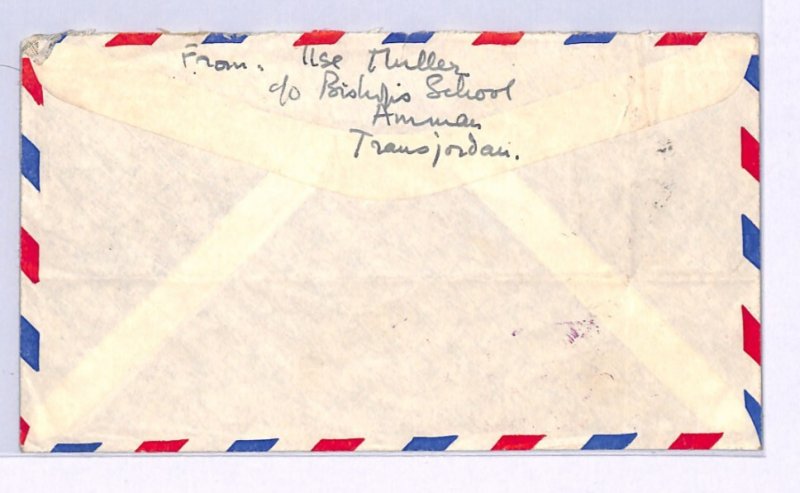 From. Ilse Muller
c/o Bishop's School
Amman
Transjordan.